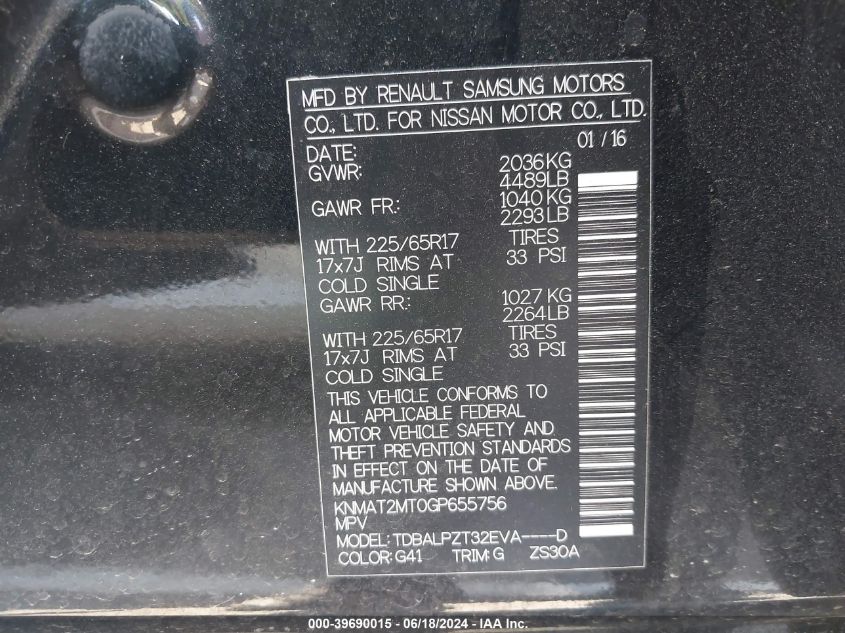 MFD BY RENAULT SAMSUNG MOTORS
CO., LTD. FOR NISSAN MOTOR CO., LTD.
01 / 16
DATE:
GVWR: 2036KG
4489LB
GAWR FR.: 1040 KG
2293LB
WITH 225/65R17 TIRES
17x7J RIMS AT 33 PSI
COLD SINGLE
GAWR RR.: 1027 KG
2264LB
WITH 225/65R17 TIRES
17x7J RIMS AT 33 PSI
COLD SINGLE
THIS VEHICLE CONFORMS TO
ALL APPLICABLE FEDERAL
MOTOR VEHICLE SAFETY AND
THEFT PREVENTION STANDARDS
IN EFFECT ON THE DATE OF
MANUFACTURE SHOWN ABOVE.
KNMAT2MT0GP655756
MPV
MODEL: TDBALPZT32EVA----D
COLOR: G41 TRIM: G ZS30A
000-39690015 - 06/18/2024 - IAA Inc.